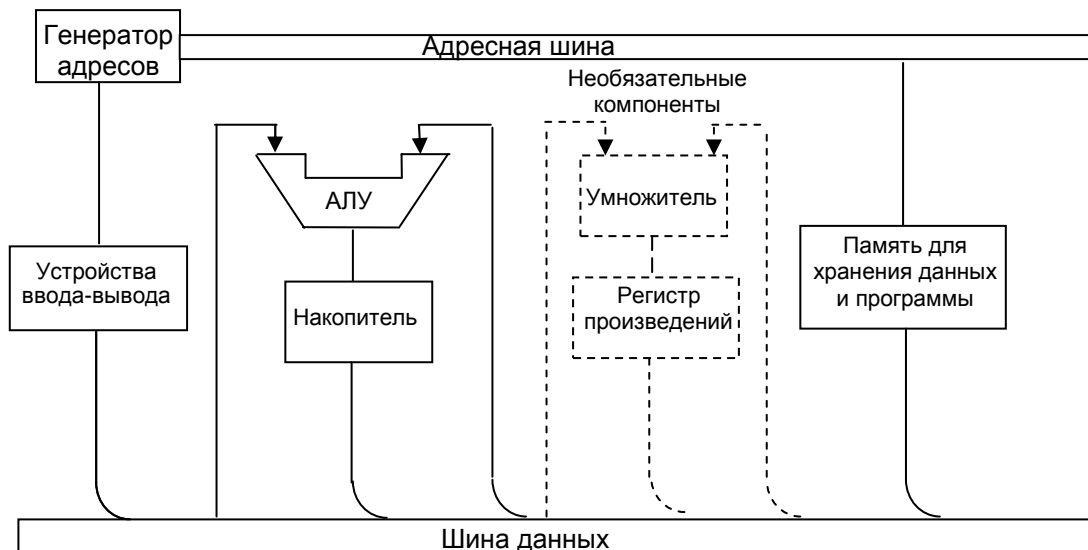 Генератор
адресов
Адресная шина
Необязательные
компоненты
АЛУ
Умножитель
Устройства
ввода-вывода
Память для
хранения данных
и программы
Накопитель
Регистр
произведений
Шина данных